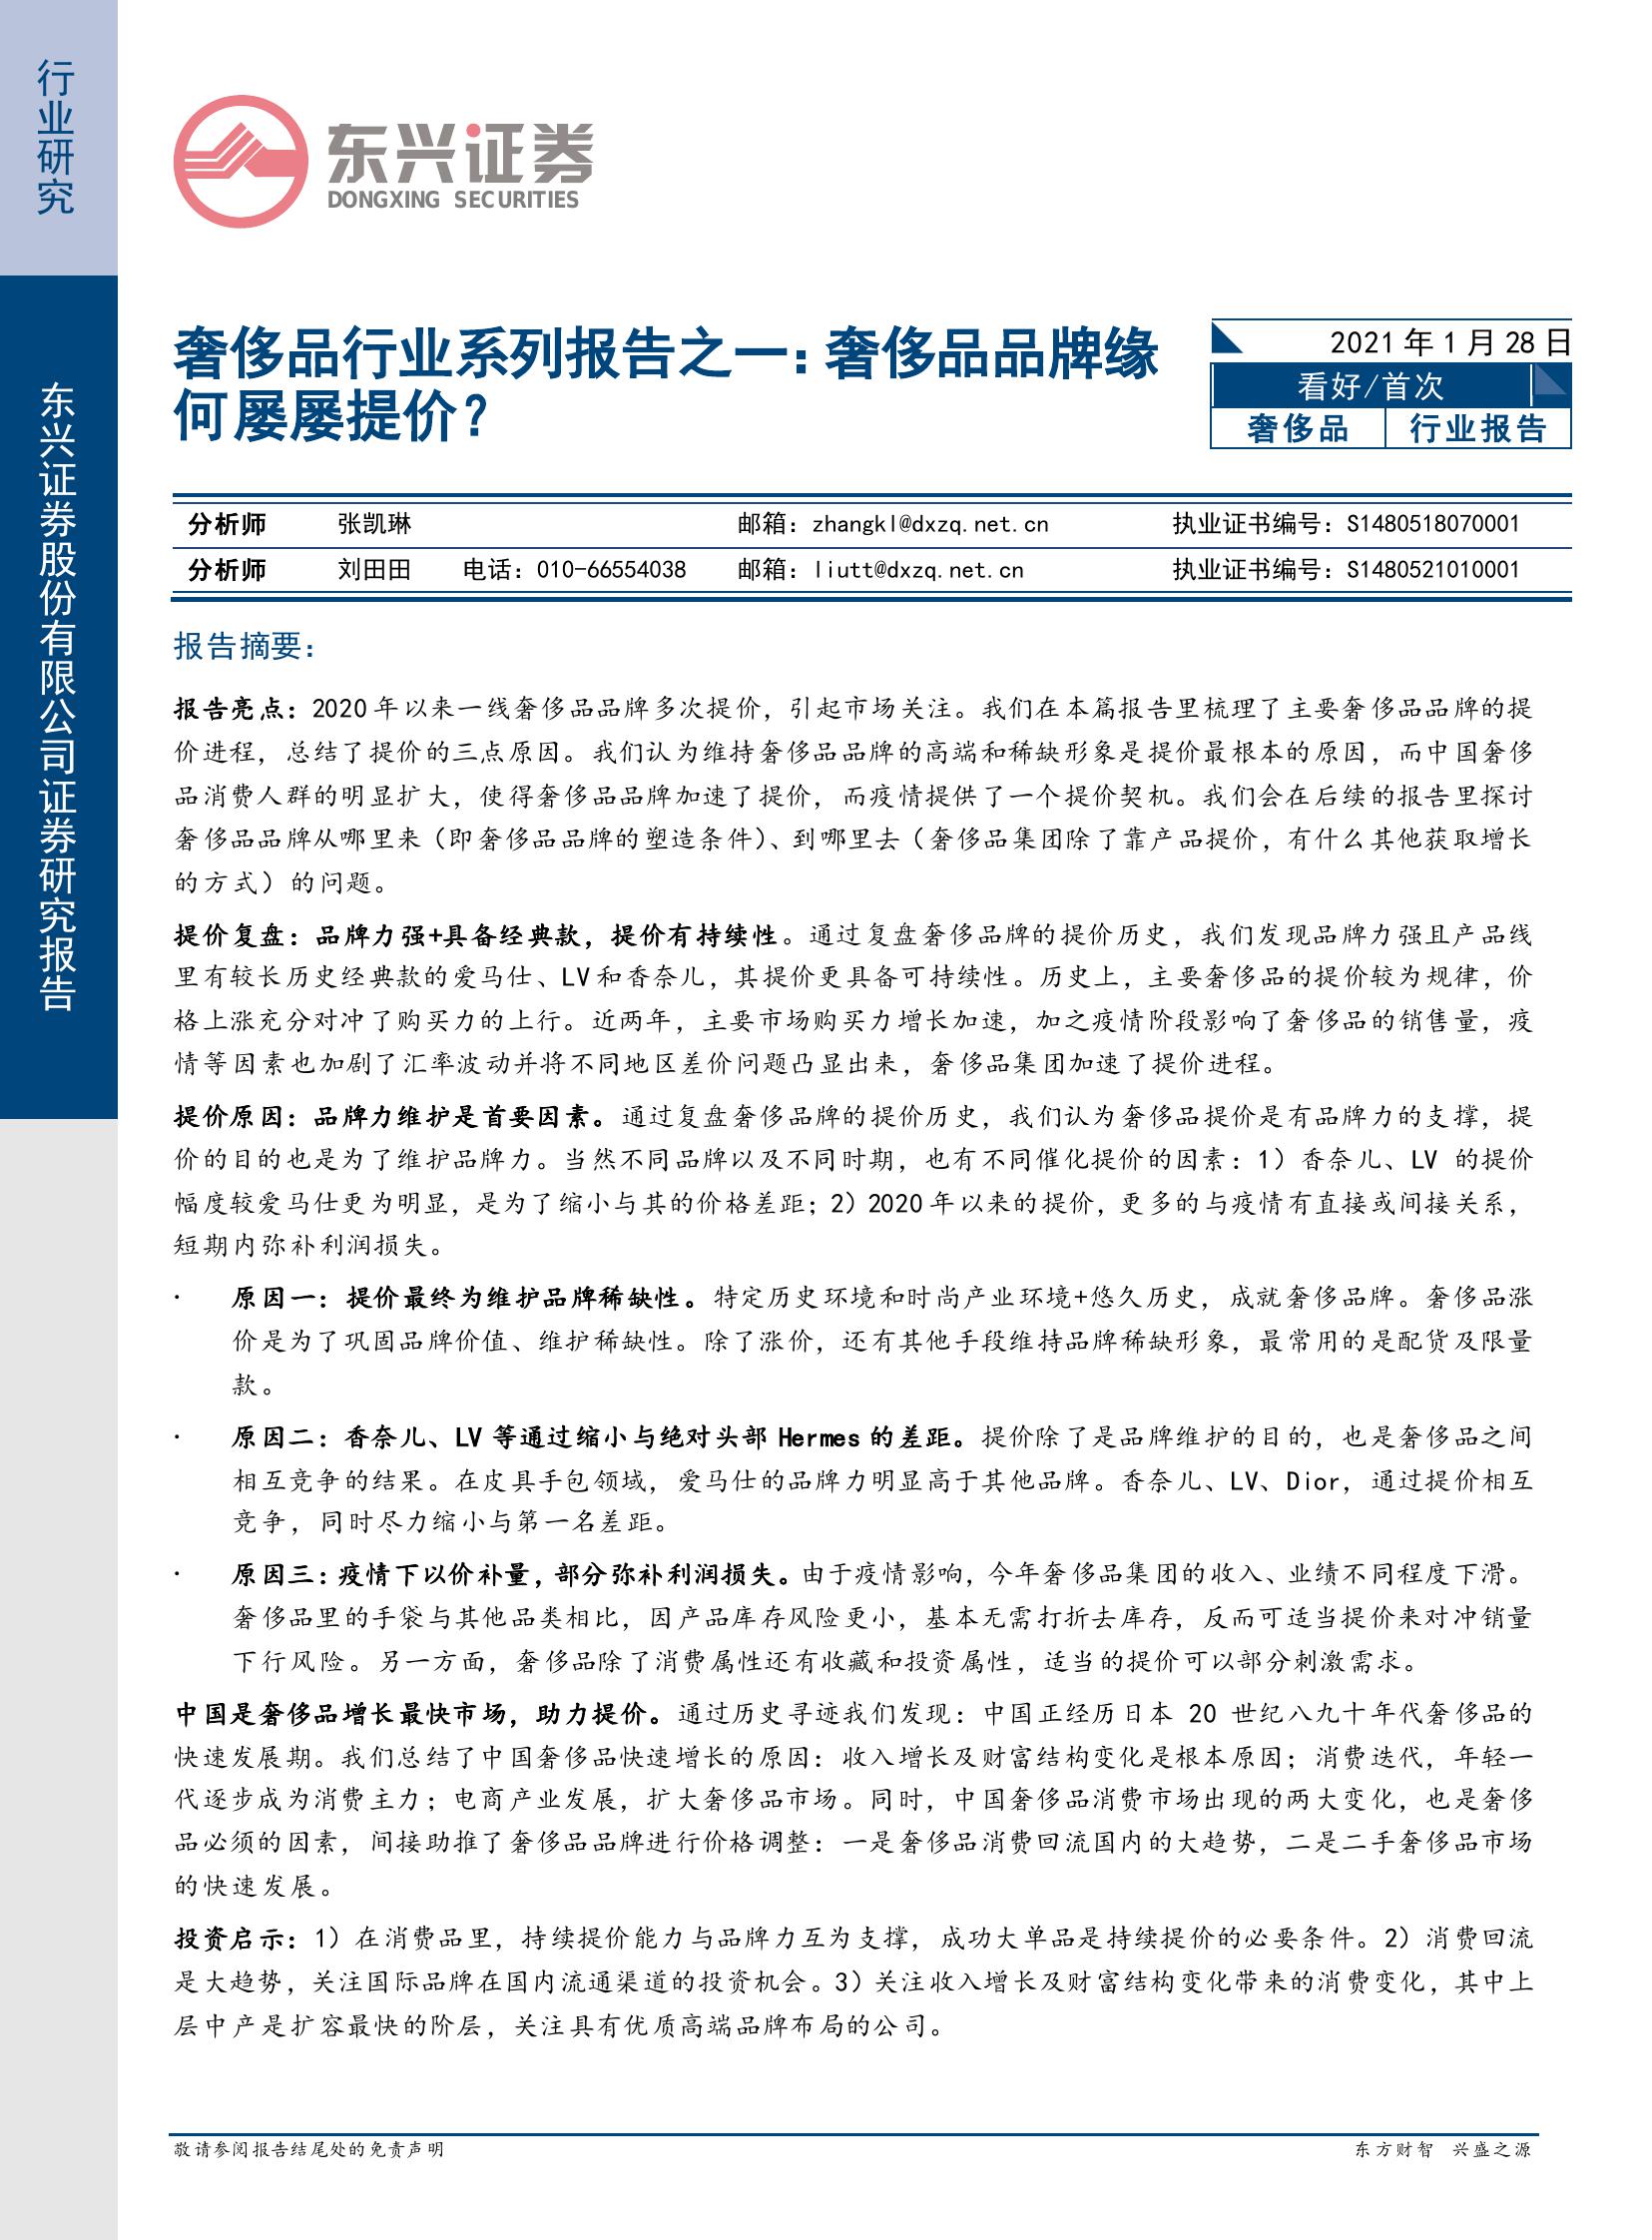 行业研究
东兴证券股份有限公司证券研究报告
东兴证券
DONGXING SECURITIES
奢侈品行业系列报告之一：奢侈品品牌缘
何屡屡提价？
2021 年 1 月 28 日
看好/首次
奢侈品 行业报告
分析师 张凯琳 邮箱：zhangkl@dxzq.net.cn 执业证书编号：S1480518070001
分析师 刘田田 电话：010-66554038 邮箱：liutt@dxzq.net.cn 执业证书编号：S1480521010001
报告摘要：
报告亮点：2020 年以来一线奢侈品品牌多次提价，引起市场关注。我们在本篇报告里梳理了主要奢侈品品牌的提
价进程，总结了提价的三点原因。我们认为维持奢侈品品牌的高端和稀缺形象是提价最根本的原因，而中国奢侈
品消费人群的明显扩大，使得奢侈品品牌加速了提价，而疫情提供了一个提价契机。我们会在后续的报告里探讨
奢侈品品牌从哪里来（即奢侈品品牌的塑造条件）、到哪里去（奢侈品集团除了靠产品提价，有什么其他获取增长
的方式）的问题。
提价复盘：品牌力强+具备经典款，提价有持续性。通过复盘奢侈品牌的提价历史，我们发现品牌力强且产品线
里有较长历史经典款的爱马仕、LV 和香奈儿，其提价更具备可持续性。历史上，主要奢侈品的提价较为规律，价
格上涨充分对冲了购买力的上行。近两年，主要市场购买力增长加速，加之疫情阶段影响了奢侈品的销售量，疫
情等因素也加剧了汇率波动并将不同地区差价问题凸显出来，奢侈品集团加速了提价进程。
提价原因：品牌力维护是首要因素。通过复盘奢侈品牌的提价历史，我们认为奢侈品提价是有品牌力的支撑，提
价的目的也是为了维护品牌力。当然不同品牌以及不同时期，也有不同催化提价的因素：1）香奈儿、LV 的提价
幅度较爱马仕更为明显，是为了缩小与其的价格差距；2）2020 年以来的提价，更多的与疫情有直接或间接关系，
短期内弥补利润损失。
· 原因一：提价最终为维护品牌稀缺性。特定历史环境和时尚产业环境+悠久历史，成就奢侈品牌。奢侈品涨
价是为了巩固品牌价值、维护稀缺性。除了涨价，还有其他手段维持品牌稀缺形象，最常用的是配货及限量
款。
· 原因二：香奈儿、LV 等通过缩小与绝对头部 Hermes 的差距。提价除了是品牌维护的目的，也是奢侈品之间
相互竞争的结果。在皮具手包领域，爱马仕的品牌力明显高于其他品牌。香奈儿、LV、Dior，通过提价相互
竞争，同时尽力缩小与第一名差距。
· 原因三：疫情下以价补量，部分弥补利润损失。由于疫情影响，今年奢侈品集团的收入、业绩不同程度下滑。
奢侈品里的手袋与其他品类相比，因产品库存风险更小，基本无需打折去库存，反而可适当提价来对冲销量
下行风险。另一方面，奢侈品除了消费属性还有收藏和投资属性，适当的提价可以部分刺激需求。
中国是奢侈品增长最快市场，助力提价。通过历史寻迹我们发现：中国正经历日本 20 世纪八九十年代奢侈品的
快速发展期。我们总结了中国奢侈品快速增长的原因：收入增长及财富结构变化是根本原因；消费迭代，年轻一
代逐步成为消费主力；电商产业发展，扩大奢侈品市场。同时，中国奢侈品消费市场出现的两大变化，也是奢侈
品必须的因素，间接助推了奢侈品品牌进行价格调整：一是奢侈品消费回流国内的大趋势，二是二手奢侈品市场
的快速发展。
投资启示：1）在消费品里，持续提价能力与品牌力互为支撑，成功大单品是持续提价的必要条件。2）消费回流
是大趋势，关注国际品牌在国内流通渠道的投资机会。3）关注收入增长及财富结构变化带来的消费变化，其中上
层中产是扩容最快的阶层，关注具有优质高端品牌布局的公司。
敬请参阅报告结尾处的免责声明 东方财智 兴盛之源